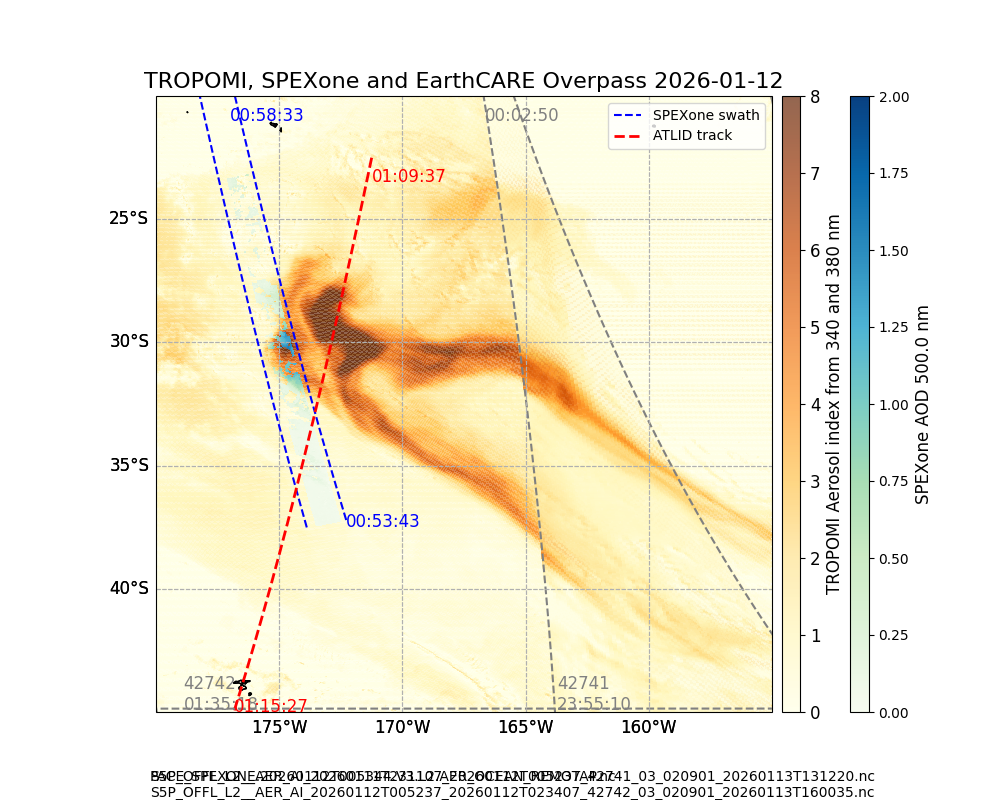 TROPOMI, SPEXone and EarthCARE Overpass 2026-01-12
00:58:33
00:02:50
SPEXone swath
ATLID track
01:09:37
00:53:43
25°S
30°S
35°S
40°S
42742
42741
01:15:27
23:55:10
175°W
170°W
165°W
160°W
8
7
6
5
4
3
2
1
0
TROPOMI Aerosol index from 340 and 380 nm
2.00
1.75
1.50
1.25
1.00
0.75
0.50
0.25
0.00
SPEXone AOD 500.0 nm
42741_03_020901_20260113T131220.nc
S5P_OFFL_L2__AER_AI_20260112T005237_20260112T023407_42742_03_020901_20260113T160035.nc